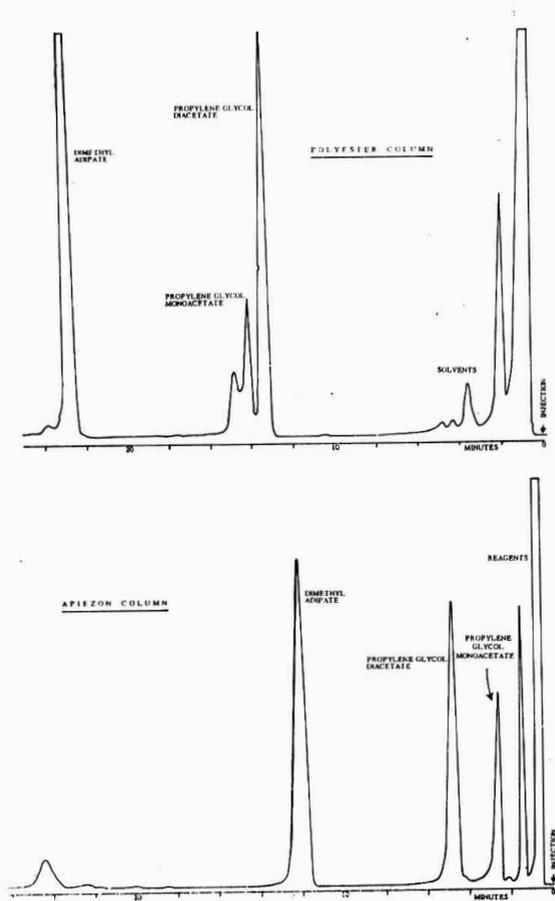 PROPYLENE GLYCOL
DIACETATE
DIMETHYL
ADIPATE
POLYESTER COLUMN
PROPYLENE GLYCOL
MONOACETATE
SOLVENTS
INJECTION
20
10
MINUTES
0
REAGENTS
APIEZON COLUMN
DIMETHYL
ADIPATE
PROPYLENE
GLYCOL
MONOACETATE
PROPYLENE GLYCOL
DIACETATE
INJECTION
20
10
MINUTES